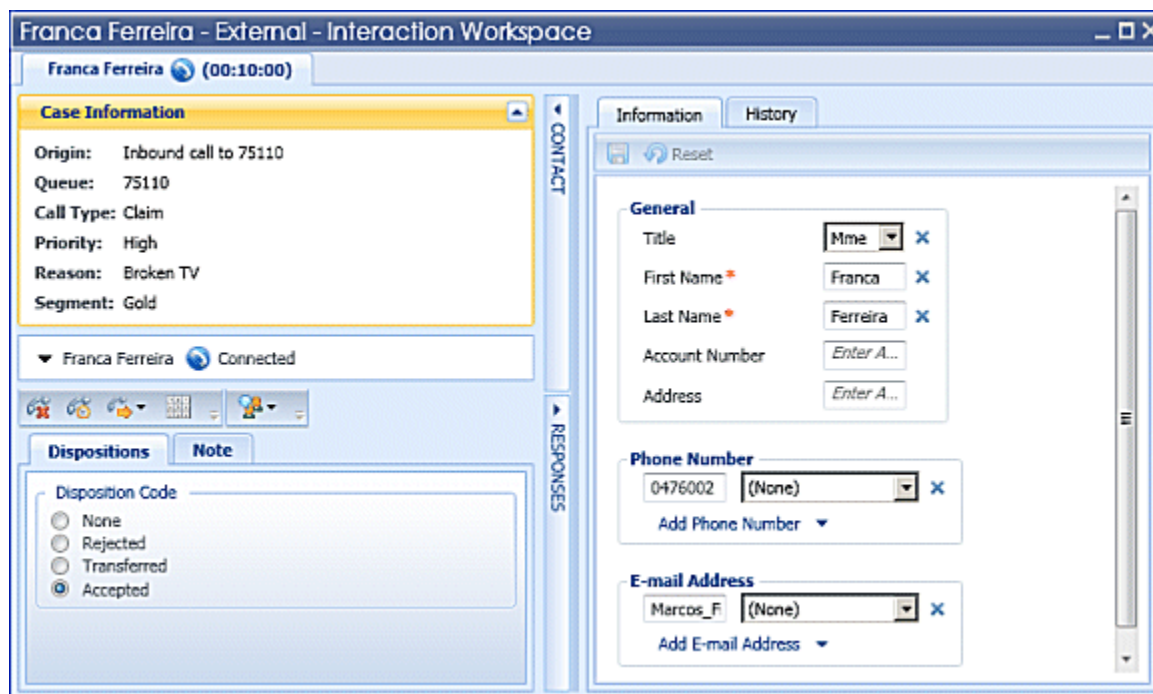 Franca Ferreira - External - Interaction Workspace
Franca Ferreira (00:10:00)
Case Information
Origin: Inbound call to 75110
Queue: 75110
Call Type: Claim
Priority: High
Reason: Broken TV
Segment: Gold
Franca Ferreira Connected
Dispositions Note
Disposition Code
None
Rejected
Transferred
Accepted
CONTACT
RESPONSES
Information History
Reset
General
Title Mme
First Name * Franca
Last Name * Ferreira
Account Number Enter A...
Address Enter A...
Phone Number
0476002 (None)
Add Phone Number
E-mail Address
Marcos_F (None)
Add E-mail Address